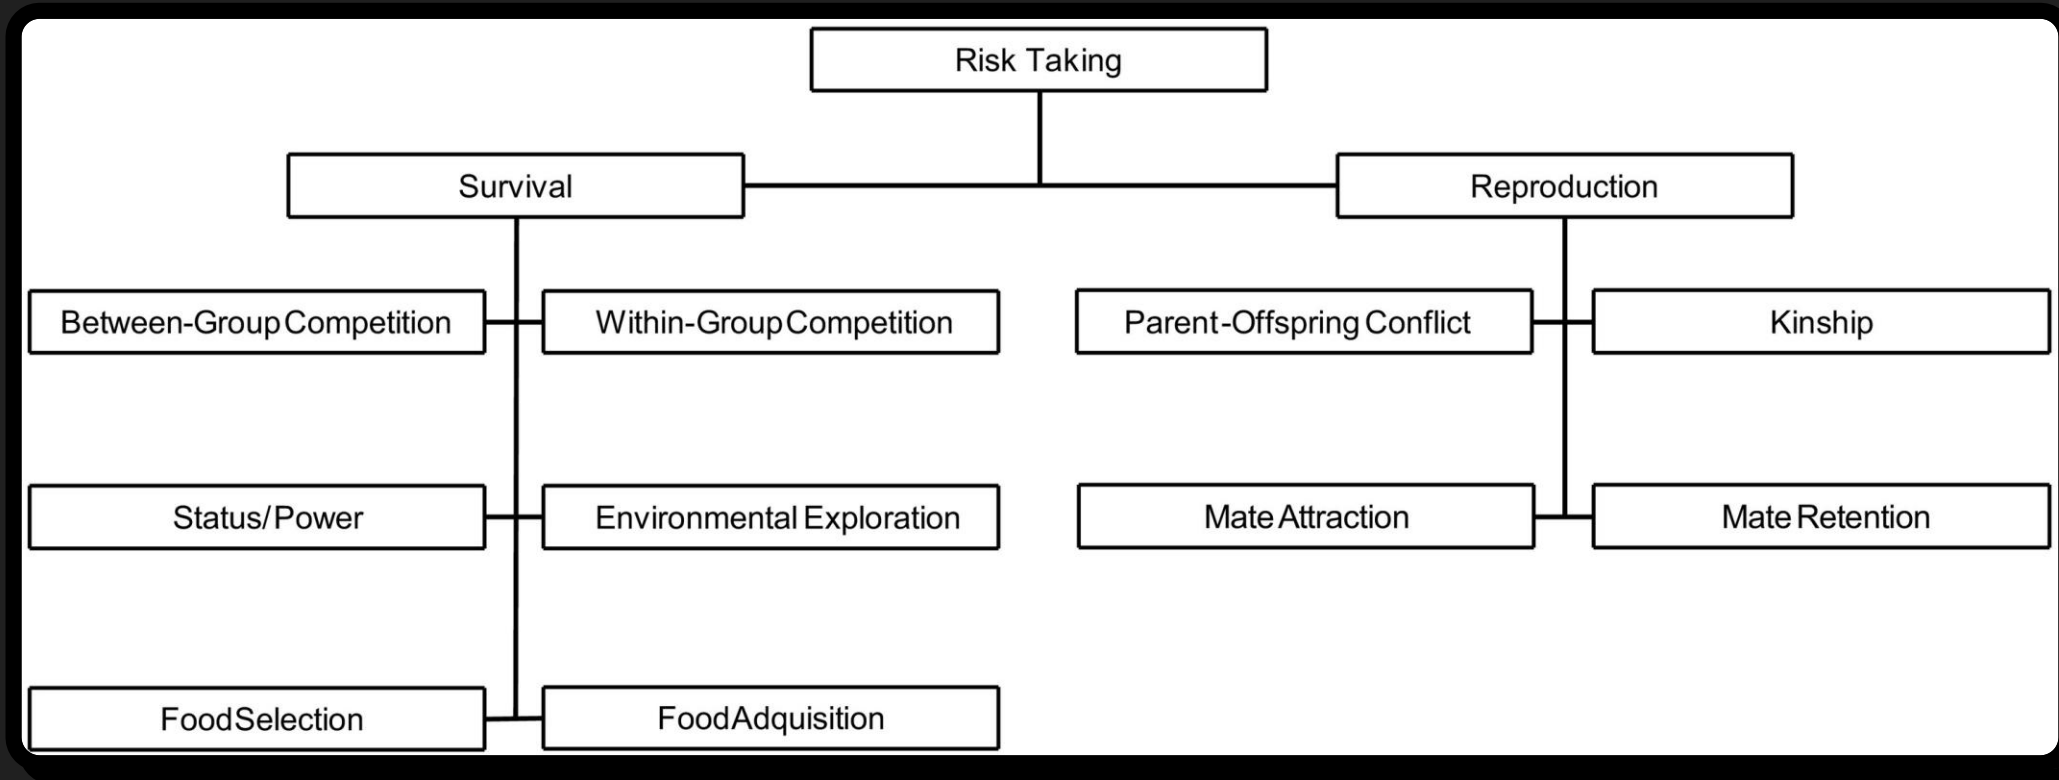 Risk Taking
Survival
Reproduction
Between-Group Competition
Within-Group Competition
Parent-Offspring Conflict
Kinship
Status/Power
Environmental Exploration
Mate Attraction
Mate Retention
Food Selection
Food Adquisition